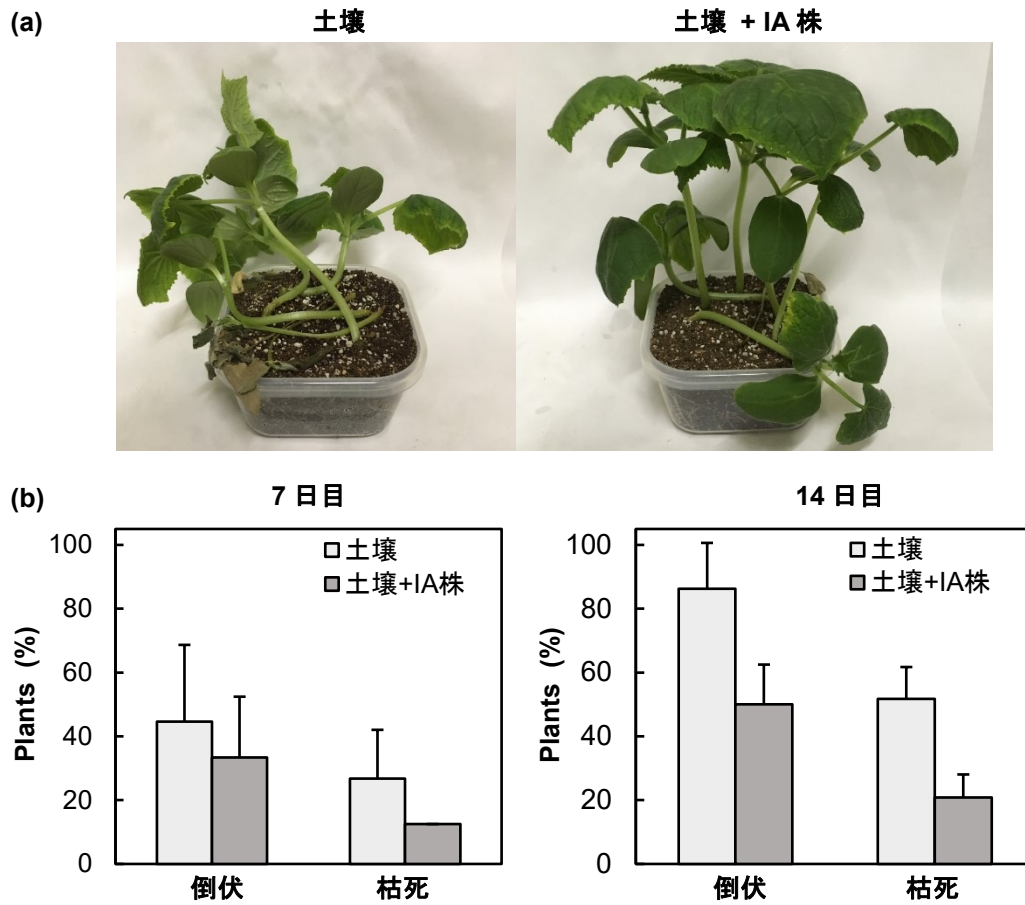 (a)
土壌
土壌 + IA 株
(b)
7 日目
14 日目
Plants (%)
100
80
60
40
20
0
土壌
土壌+IA株
倒伏
枯死
Plants (%)
100
80
60
40
20
0
土壌
土壌+IA株
倒伏
枯死